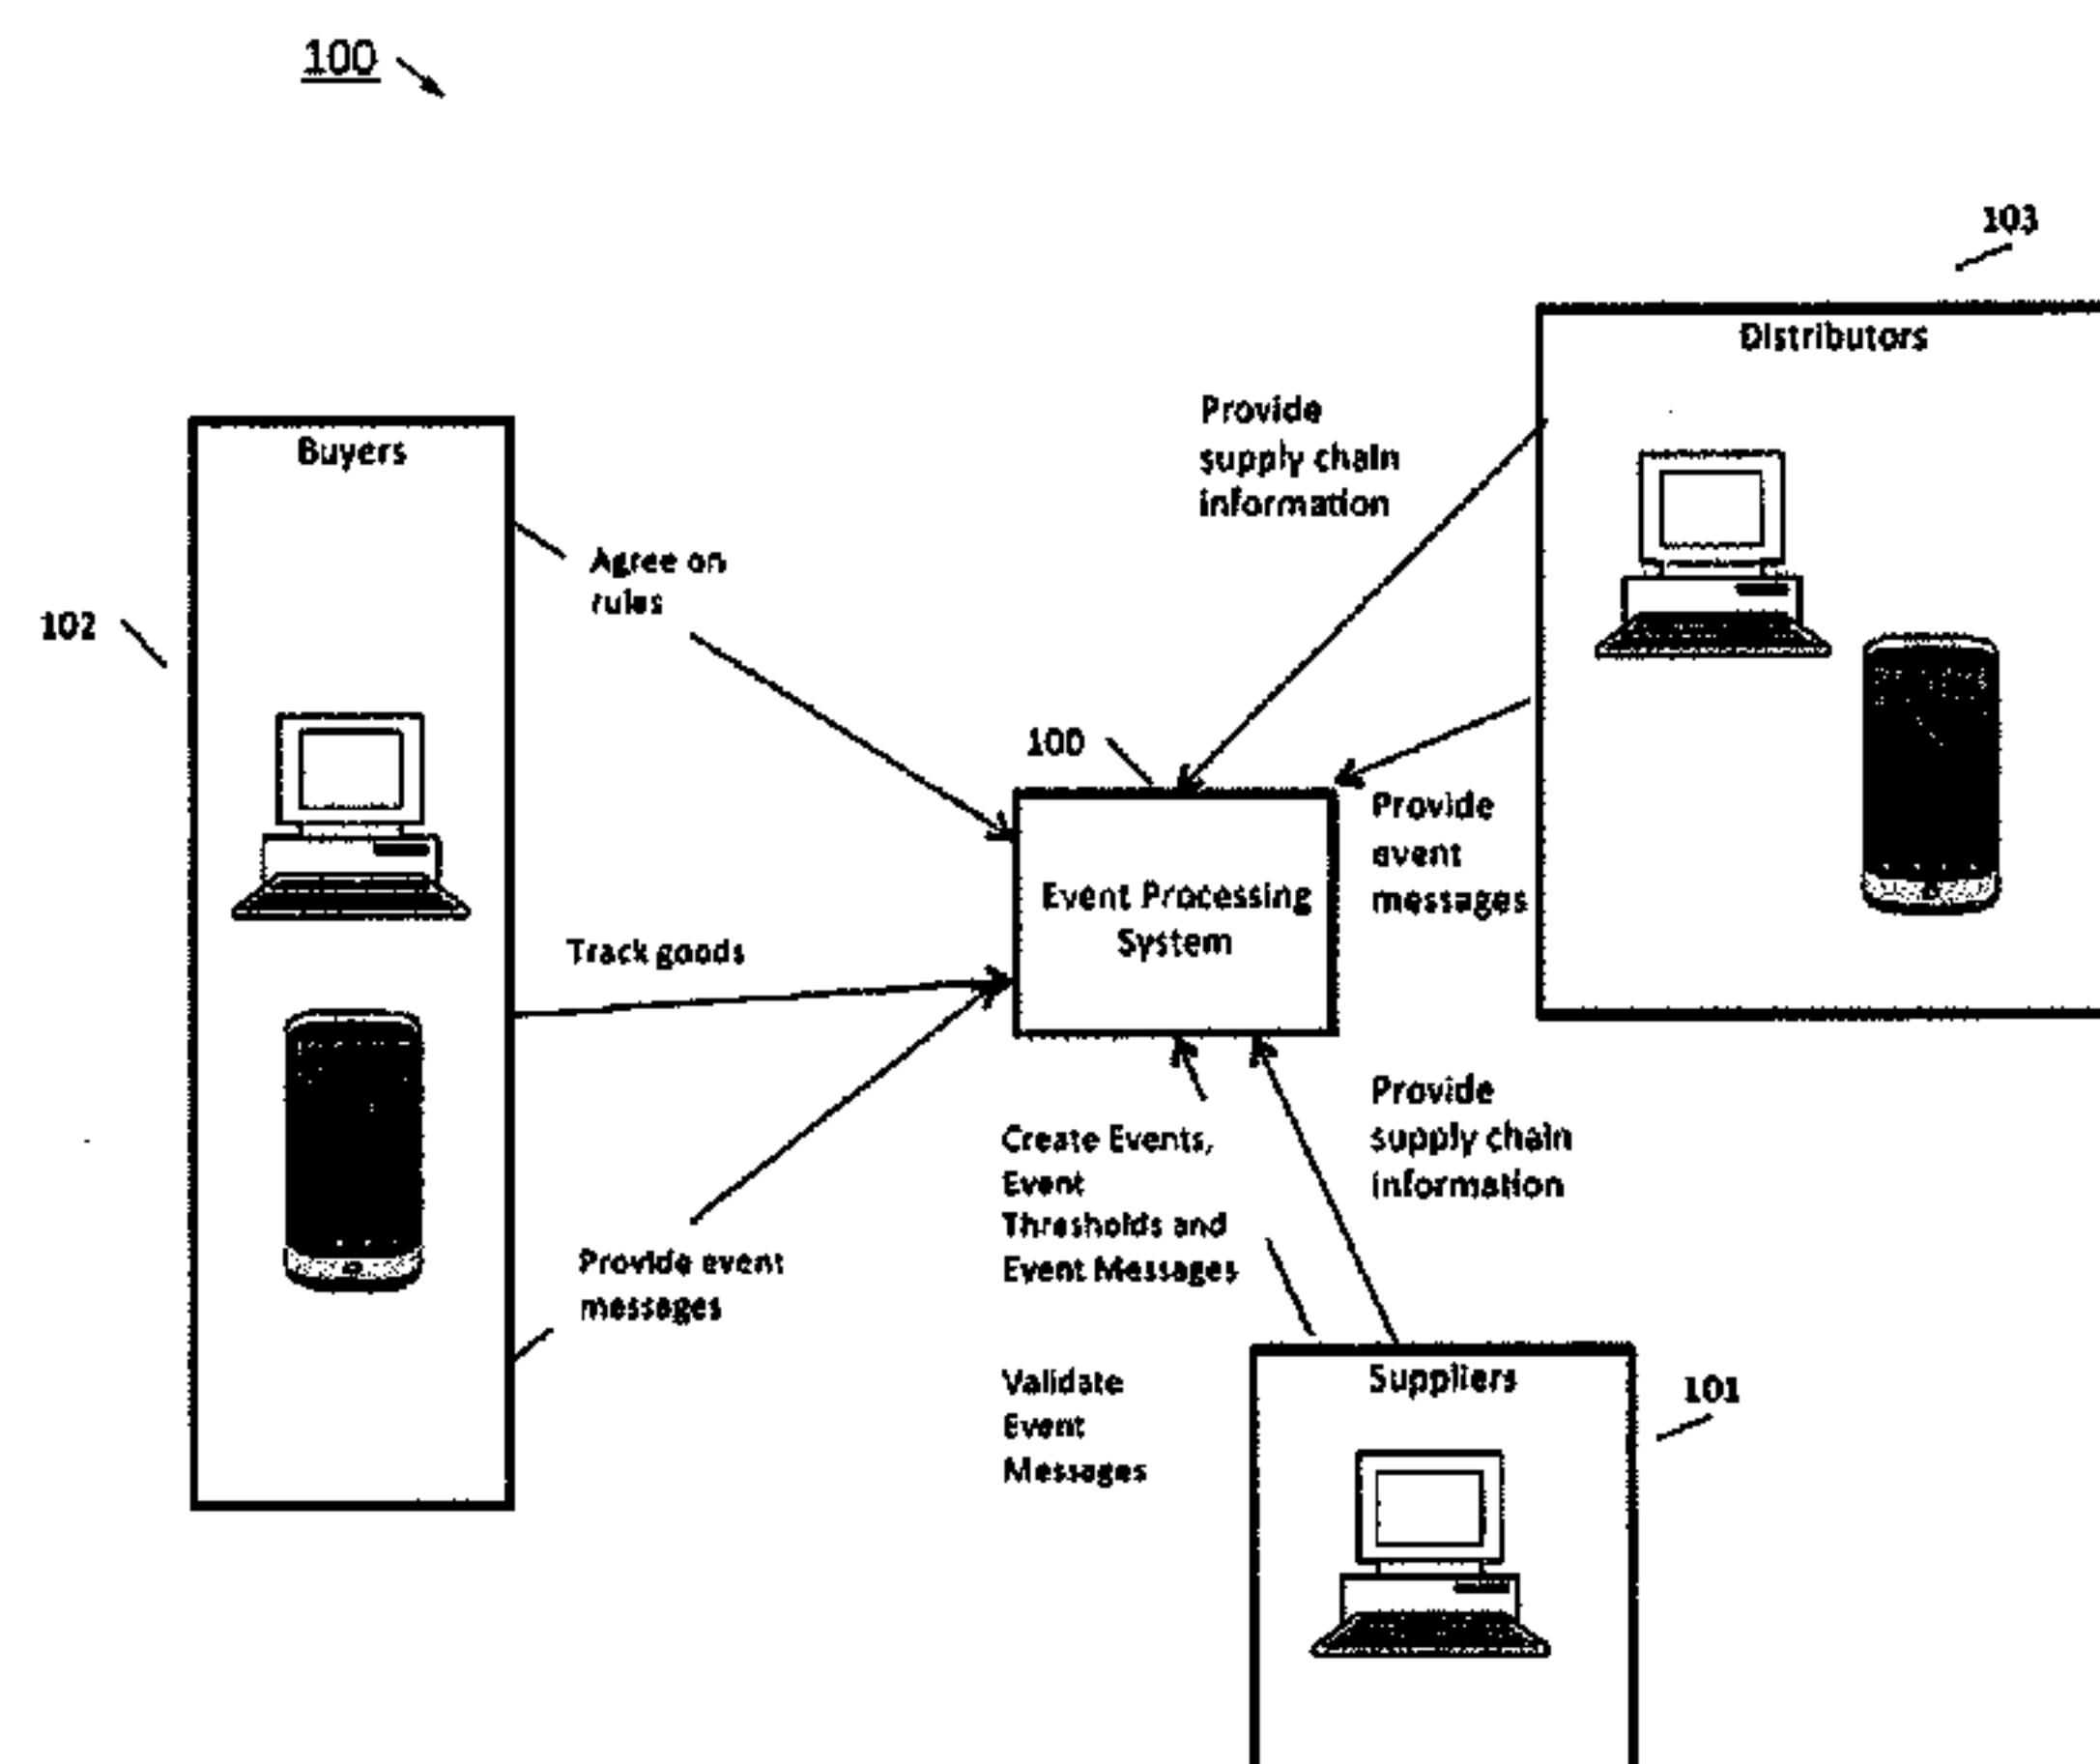 100
103
Distributors
Provide
supply chain
information
Buyers
Agree on
rules
102
100
Provide
event
messages
Event Processing
System
Track goods
Provide
supply chain
information
Create Events,
Event
Thresholds and
Event Messages
Provide event
messages
Validate
Event
Messages
Suppliers
101